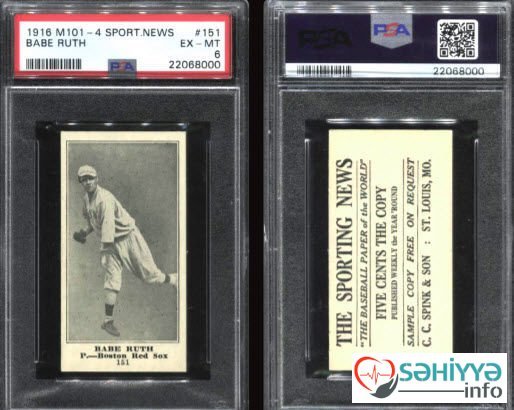 1916 M101-4 SPORT.NEWS #151
BABE RUTH EX - MT
6
PSA 22068000
BABE RUTH
P.—Boston Red Sox
151
PSA PSA
22068000
THE SPORTING NEWS
"THE BASEBALL PAPER of the WORLD"
FIVE CENTS THE COPY
PUBLISHED WEEKLY the YEAR 'ROUND
SAMPLE COPY FREE ON REQUEST
C. C. SPINK & SON : ST. LOUIS, MO.
səhiyyə
info